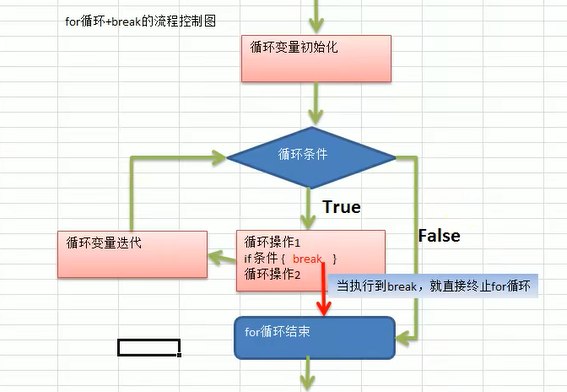 for循环+break的流程控制图
循环变量初始化
循环条件
True
False
循环变量迭代
循环操作1
if 条件 { break }
循环操作2
当执行到break，就直接终止for循环
for循环结束